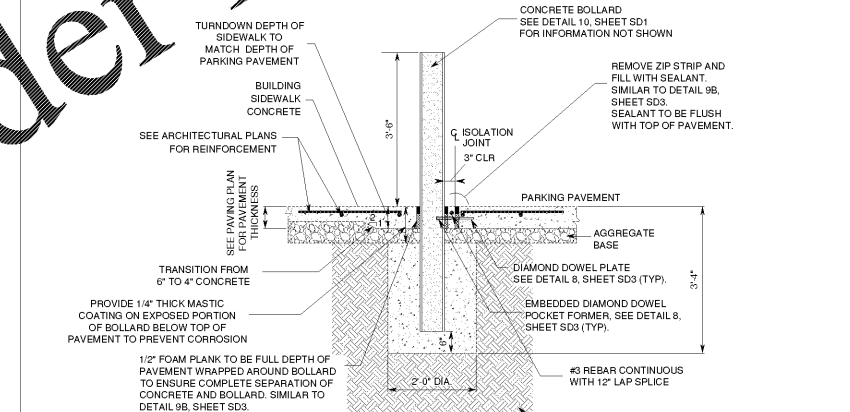 der
TURNDOWN DEPTH OF
SIDEWALK TO
MATCH DEPTH OF
PARKING PAVEMENT
BUILDING
SIDEWALK
CONCRETE
SEE ARCHITECTURAL PLANS
FOR REINFORCEMENT
SEE PAVING PLAN
FOR PAVEMENT
THICKNESS
TRANSITION FROM
6" TO 4" CONCRETE
PROVIDE 1/4" THICK MASTIC
COATING ON EXPOSED PORTION
OF BOLLARD BELOW TOP OF
PAVEMENT TO PREVENT CORROSION
1/2" FOAM PLANK TO BE FULL DEPTH OF
PAVEMENT WRAPPED AROUND BOLLARD
TO ENSURE COMPLETE SEPARATION OF
CONCRETE AND BOLLARD. SIMILAR TO
DETAIL 9B, SHEET SD3.
3'-6"
2
1
6"
2'-0" DIA.
CONCRETE BOLLARD
SEE DETAIL 10, SHEET SD1
FOR INFORMATION NOT SHOWN
REMOVE ZIP STRIP AND
FILL WITH SEALANT.
SIMILAR TO DETAIL 9B,
SHEET SD3.
SEALANT TO BE FLUSH
WITH TOP OF PAVEMENT.
CL ISOLATION
JOINT
3" CLR
PARKING PAVEMENT
AGGREGATE
BASE
DIAMOND DOWEL PLATE
SEE DETAIL 8, SHEET SD3 (TYP).
EMBEDDED DIAMOND DOWEL
POCKET FORMER, SEE DETAIL 8,
SHEET SD3 (TYP).
3'-4"
#3 REBAR CONTINUOUS
WITH 12" LAP SPLICE